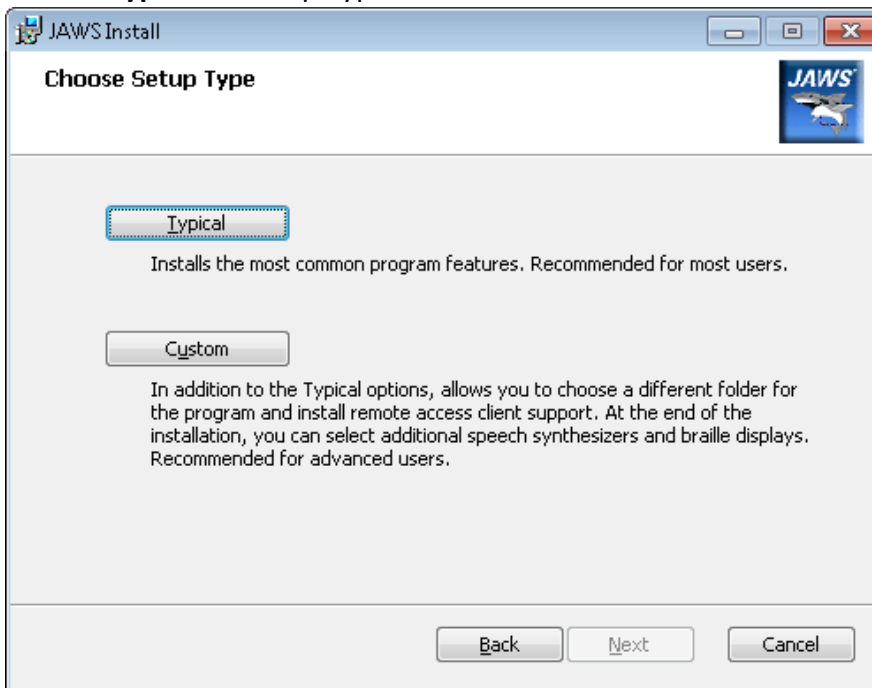 JAWS Install
Choose Setup Type
JAWS
Typical
Installs the most common program features. Recommended for most users.
Custom
In addition to the Typical options, allows you to choose a different folder for
the program and install remote access client support. At the end of the
installation, you can select additional speech synthesizers and braille displays.
Recommended for advanced users.
Back
Next
Cancel